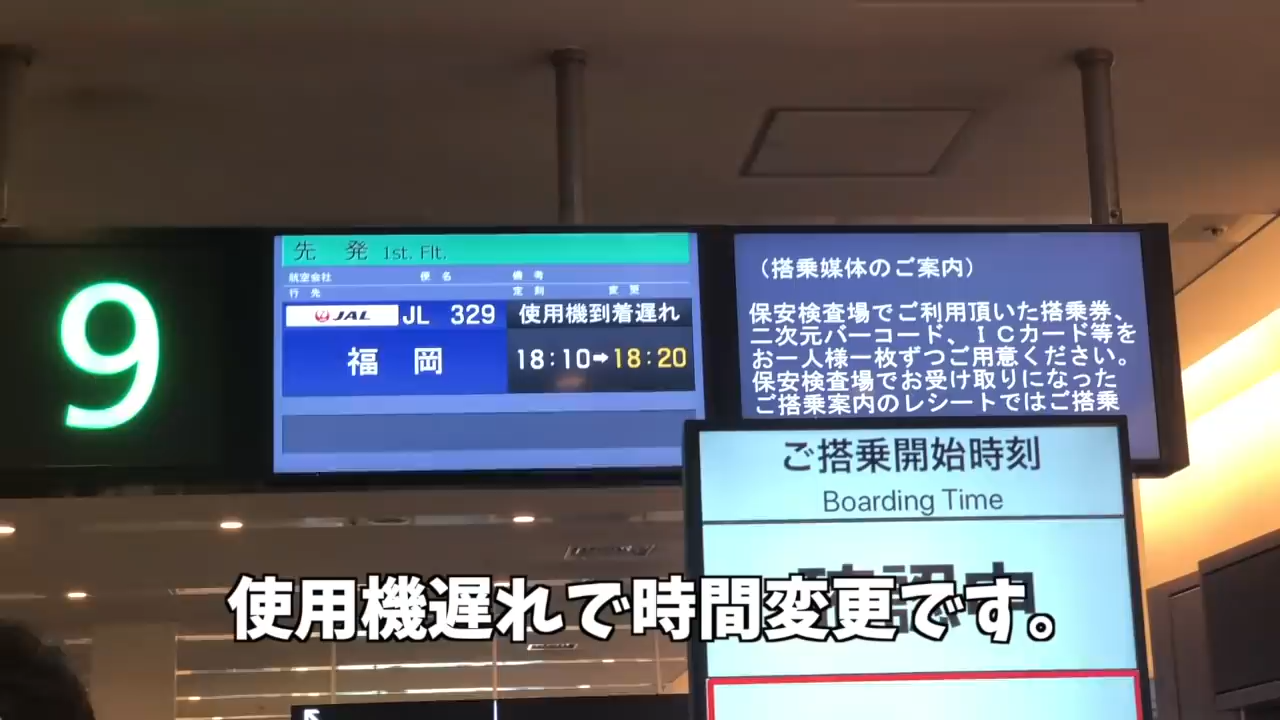 9
先 発 1st. Flt.
航空会社 便 名 備 考
行 先 定 刻 変 更
JAL JL 329 使用機到着遅れ
福 岡 18:10➡18:20
(搭乗媒体のご案内)
保安検査場でご利用頂いた搭乗券、
二次元バーコード、ICカード等を
お一人様一枚ずつご用意ください。
保安検査場でお受け取りになった
ご搭乗案内のレシートではご搭乗
ご搭乗開始時刻
Boarding Time
確認中
使用機遅れで時間変更です。